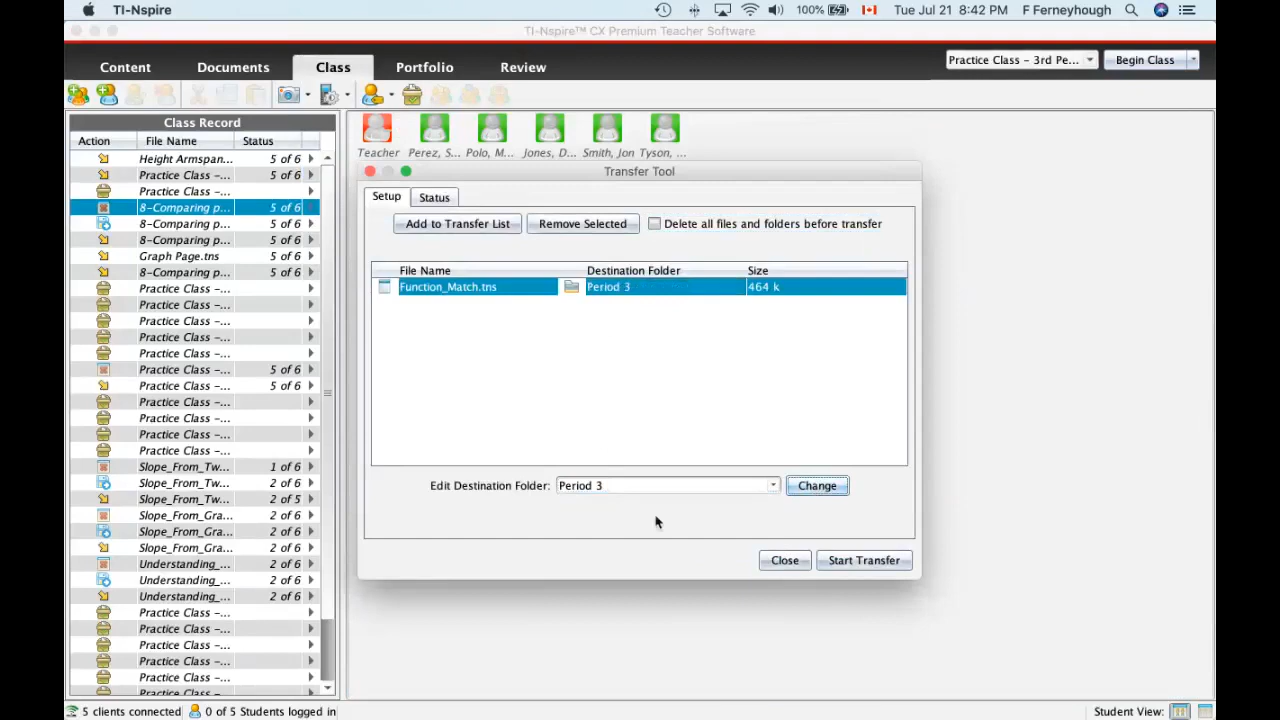 TI-Nspire 100% Tue Jul 21 8:42 PM F Ferneyhough
TI-Nspire™ CX Premium Teacher Software
Content Documents Class Portfolio Review Practice Class - 3rd Pe... Begin Class
Class Record
Action File Name Status
Height Armspan... 5 of 6
Practice Class -... 5 of 6
Practice Class -...
8-Comparing p... 5 of 6
8-Comparing p... 5 of 6
8-Comparing p... 5 of 6
Graph Page.tns 5 of 6
8-Comparing p... 5 of 6
Practice Class -...
Practice Class -...
Practice Class -...
Practice Class -...
Practice Class -...
Practice Class -... 5 of 6
Practice Class -... 5 of 6
Practice Class -...
Practice Class -...
Practice Class -...
Practice Class -...
Slope_From_Tw... 1 of 6
Slope_From_Tw... 2 of 6
Slope_From_Tw... 2 of 5
Slope_From_Gra... 2 of 6
Slope_From_Gra... 2 of 6
Slope_From_Gra... 2 of 6
Understanding_... 2 of 6
Understanding_... 2 of 6
Understanding_... 2 of 6
Practice Class -...
Practice Class -...
Practice Class -...
Practice Class -...
Practice Class -...
Practice Class -...
Teacher Perez, S... Polo, M... Jones, D... Smith, Jon Tyson, ...
Transfer Tool
Setup Status
Add to Transfer List Remove Selected Delete all files and folders before transfer
File Name Destination Folder Size
Function_Match.tns Period 3 464 k
Edit Destination Folder: Period 3 Change
Close Start Transfer
5 clients connected 0 of 5 Students logged in Student View: